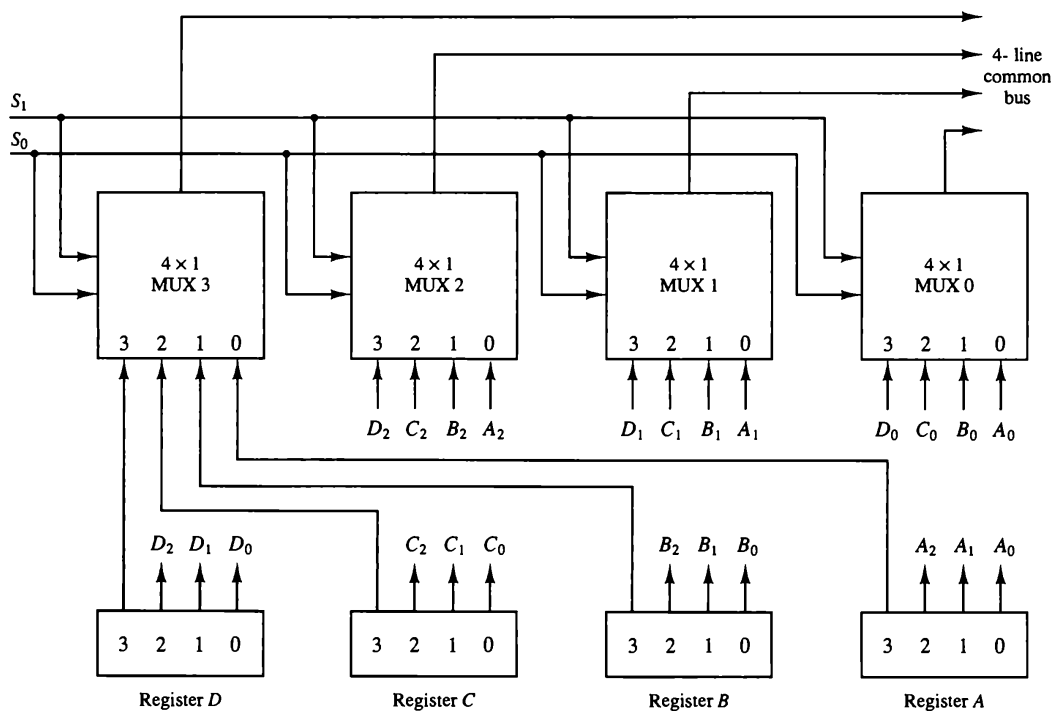 4- line
common
bus
S₁
S₀
4 × 1
MUX 3
4 × 1
MUX 2
4 × 1
MUX 1
4 × 1
MUX 0
3 2 1 0
3 2 1 0
3 2 1 0
3 2 1 0
D₂ C₂ B₂ A₂
D₁ C₁ B₁ A₁
D₀ C₀ B₀ A₀
D₂ D₁ D₀
C₂ C₁ C₀
B₂ B₁ B₀
A₂ A₁ A₀
3 2 1 0
3 2 1 0
3 2 1 0
3 2 1 0
Register D
Register C
Register B
Register A